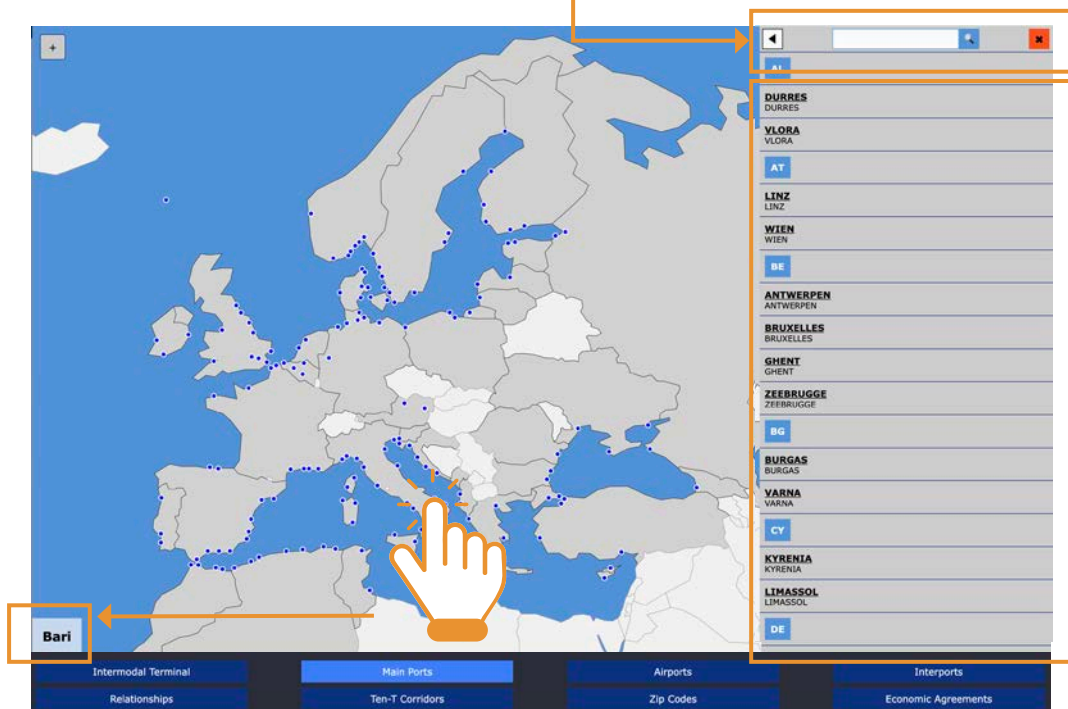 +
AL
DURRES
DURRES
VLORA
VLORA
AT
LINZ
LINZ
WIEN
WIEN
BE
ANTWERPEN
ANTWERPEN
BRUXELLES
BRUXELLES
GHENT
GHENT
ZEEBRUGGE
ZEEBRUGGE
BG
BURGAS
BURGAS
VARNA
VARNA
CY
KYRENIA
KYRENIA
LIMASSOL
LIMASSOL
DE
Bari
Intermodal Terminal
Main Ports
Airports
Interports
Relationships
Ten-T Corridors
Zip Codes
Economic Agreements